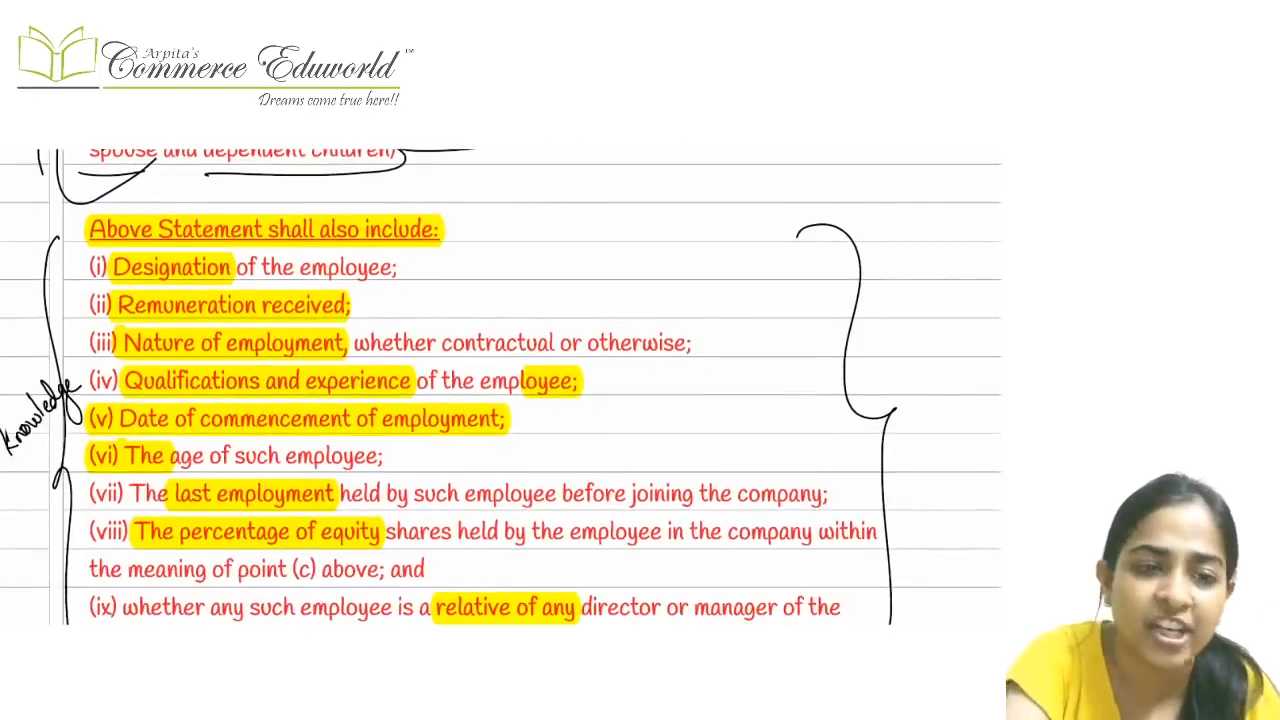 Arpita's
Commerce Eduworld™
Dreams come true here!!
spouse and dependent children)
Above Statement shall also include:
(i) Designation of the employee;
(ii) Remuneration received;
(iii) Nature of employment, whether contractual or otherwise;
(iv) Qualifications and experience of the employee;
(v) Date of commencement of employment;
(vi) The age of such employee;
(vii) The last employment held by such employee before joining the company;
(viii) The percentage of equity shares held by the employee in the company within
the meaning of point (c) above; and
(ix) whether any such employee is a relative of any director or manager of the
Knowledge